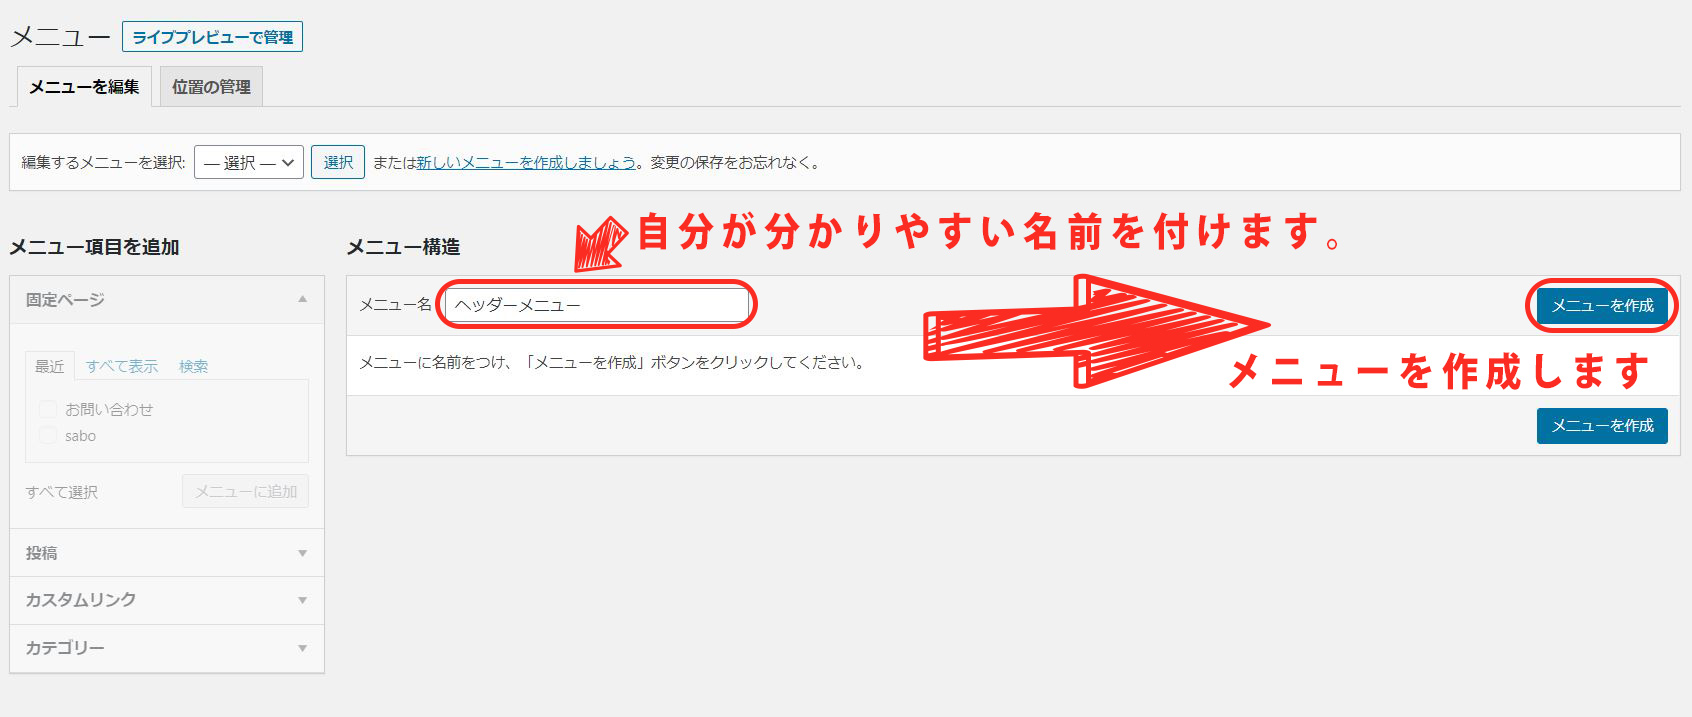 メニュー ライブプレビューで管理
メニューを編集 位置の管理
編集するメニューを選択: — 選択 — 選択 または新しいメニューを作成しましょう。変更の保存をお忘れなく。
自分が分かりやすい名前を付けます。
メニュー項目を追加
固定ページ
最近 すべて表示 検索
お問い合わせ
sabo
すべて選択 メニューに追加
投稿
カスタムリンク
カテゴリー
メニュー構造
メニュー名 ヘッダーメニュー メニューを作成
メニューに名前をつけ、「メニューを作成」ボタンをクリックしてください。
メニューを作成します
メニューを作成